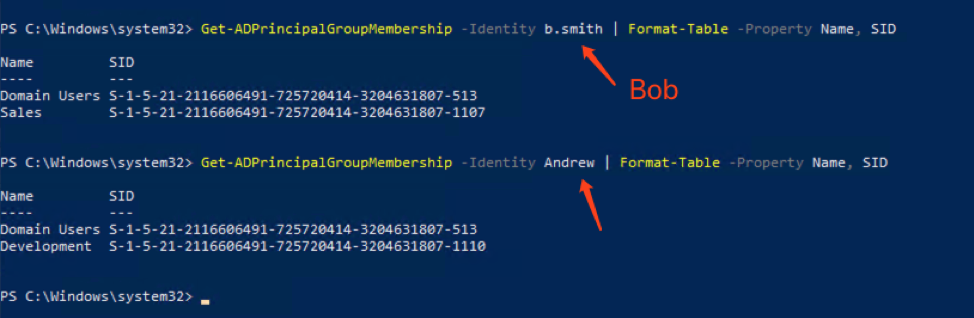 PS C:\Windows\system32> Get-ADPrincipalGroupMembership -Identity b.smith | Format-Table -Property Name, SID
Bob
Name SID
---- ---
Domain Users S-1-5-21-2116606491-725720414-3204631807-513
Sales S-1-5-21-2116606491-725720414-3204631807-1107
PS C:\Windows\system32> Get-ADPrincipalGroupMembership -Identity Andrew | Format-Table -Property Name, SID
Name SID
---- ---
Domain Users S-1-5-21-2116606491-725720414-3204631807-513
Development S-1-5-21-2116606491-725720414-3204631807-1110
PS C:\Windows\system32> _